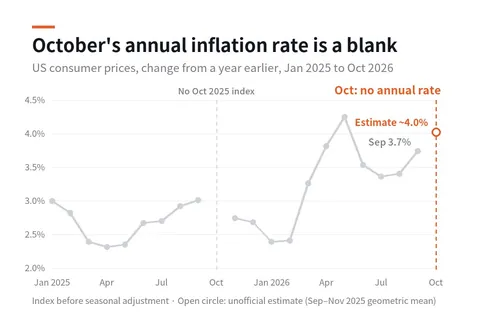 October's annual inflation rate is a blank
US consumer prices, change from a year earlier, Jan 2025 to Oct 2026
No Oct 2025 index
Oct: no annual rate
4.5%
Estimate ~4.0%
4.0%
Sep 3.7%
3.5%
3.0%
2.5%
2.0%
Jan 2025 Apr Jul Oct Jan 2026 Apr Jul Oct
Index before seasonal adjustment · Open circle: unofficial estimate (Sep–Nov 2025 geometric mean)